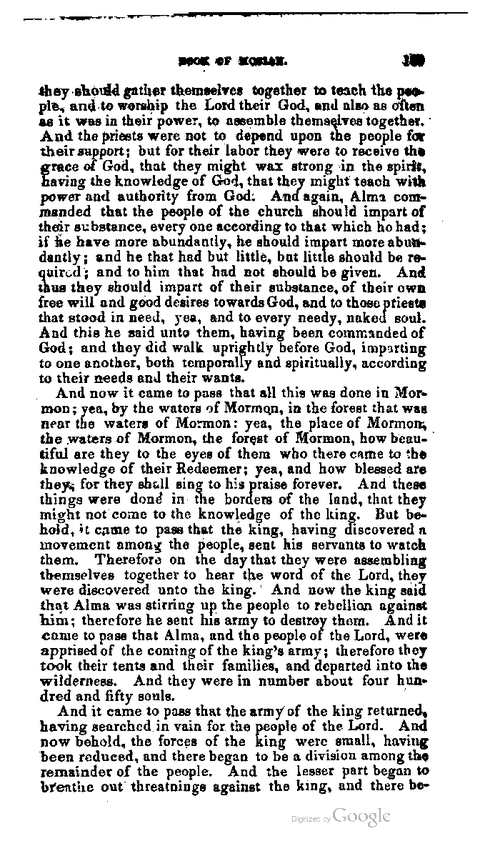 BOOK OF MOSIAH. 189
they should gather themselves together to teach the peo-
ple, and to worship the Lord their God, and also as often
as it was in their power, to assemble themselves together.
And the priests were not to depend upon the people for
their support; but for their labor they were to receive the
grace of God, that they might wax strong in the spirit,
having the knowledge of God, that they might teach with
power and authority from God. And again, Alma com-
manded that the people of the church should impart of
their substance, every one according to that which he had;
if he have more abundantly, he should impart more abun-
dantly; and he that had but little, but little should be re-
quired; and to him that had not should be given. And
thus they should impart of their substance, of their own
free will and good desires towards God, and to those priests
that stood in need, yea, and to every needy, naked soul.
And this he said unto them, having been commanded of
God; and they did walk uprightly before God, imparting
to one another, both temporally and spiritually, according
to their needs and their wants.
And now it came to pass that all this was done in Mor-
mon; yea, by the waters of Mormon, in the forest that was
near the waters of Mormon: yea, the place of Mormon,
the waters of Mormon, the forest of Mormon, how beau-
tiful are they to the eyes of them who there came to the
knowledge of their Redeemer; yea, and how blessed are
they, for they shall sing to his praise forever. And these
things were done in the borders of the land, that they
might not come to the knowledge of the king. But be-
hold, it came to pass that the king, having discovered a
movement among the people, sent his servants to watch
them. Therefore on the day that they were assembling
themselves together to hear the word of the Lord, they
were discovered unto the king. And now the king said
that Alma was stirring up the people to rebellion against
him; therefore he sent his army to destroy them. And it
came to pass that Alma, and the people of the Lord, were
apprised of the coming of the king's army; therefore they
took their tents and their families, and departed into the
wilderness. And they were in number about four hun-
dred and fifty souls.
And it came to pass that the army of the king returned,
having searched in vain for the people of the Lord. And
now behold, the forces of the king were small, having
been reduced, and there began to be a division among the
remainder of the people. And the lesser part began to
breathe out threatnings against the king, and there be-
Digitized by Google